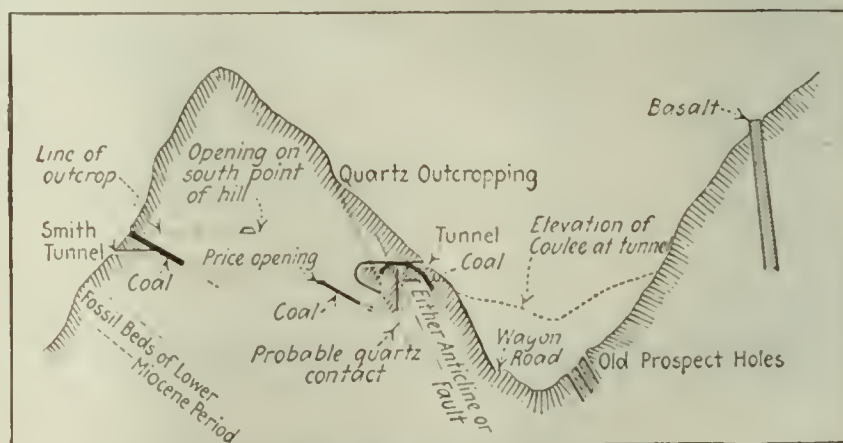 Basalt
Line of
outcrop
Opening on
south point
of hill
Quartz Outcropping
Smith
Tunnel
Coal
Price opening
Coal
Tunnel
Coal
Elevation of
Coulee at tunnel
Fossil Beds of Lower
Miocene Period
Probable quartz
contact
Either Anticline or
Fault
Wagon
Road
Old Prospect Holes